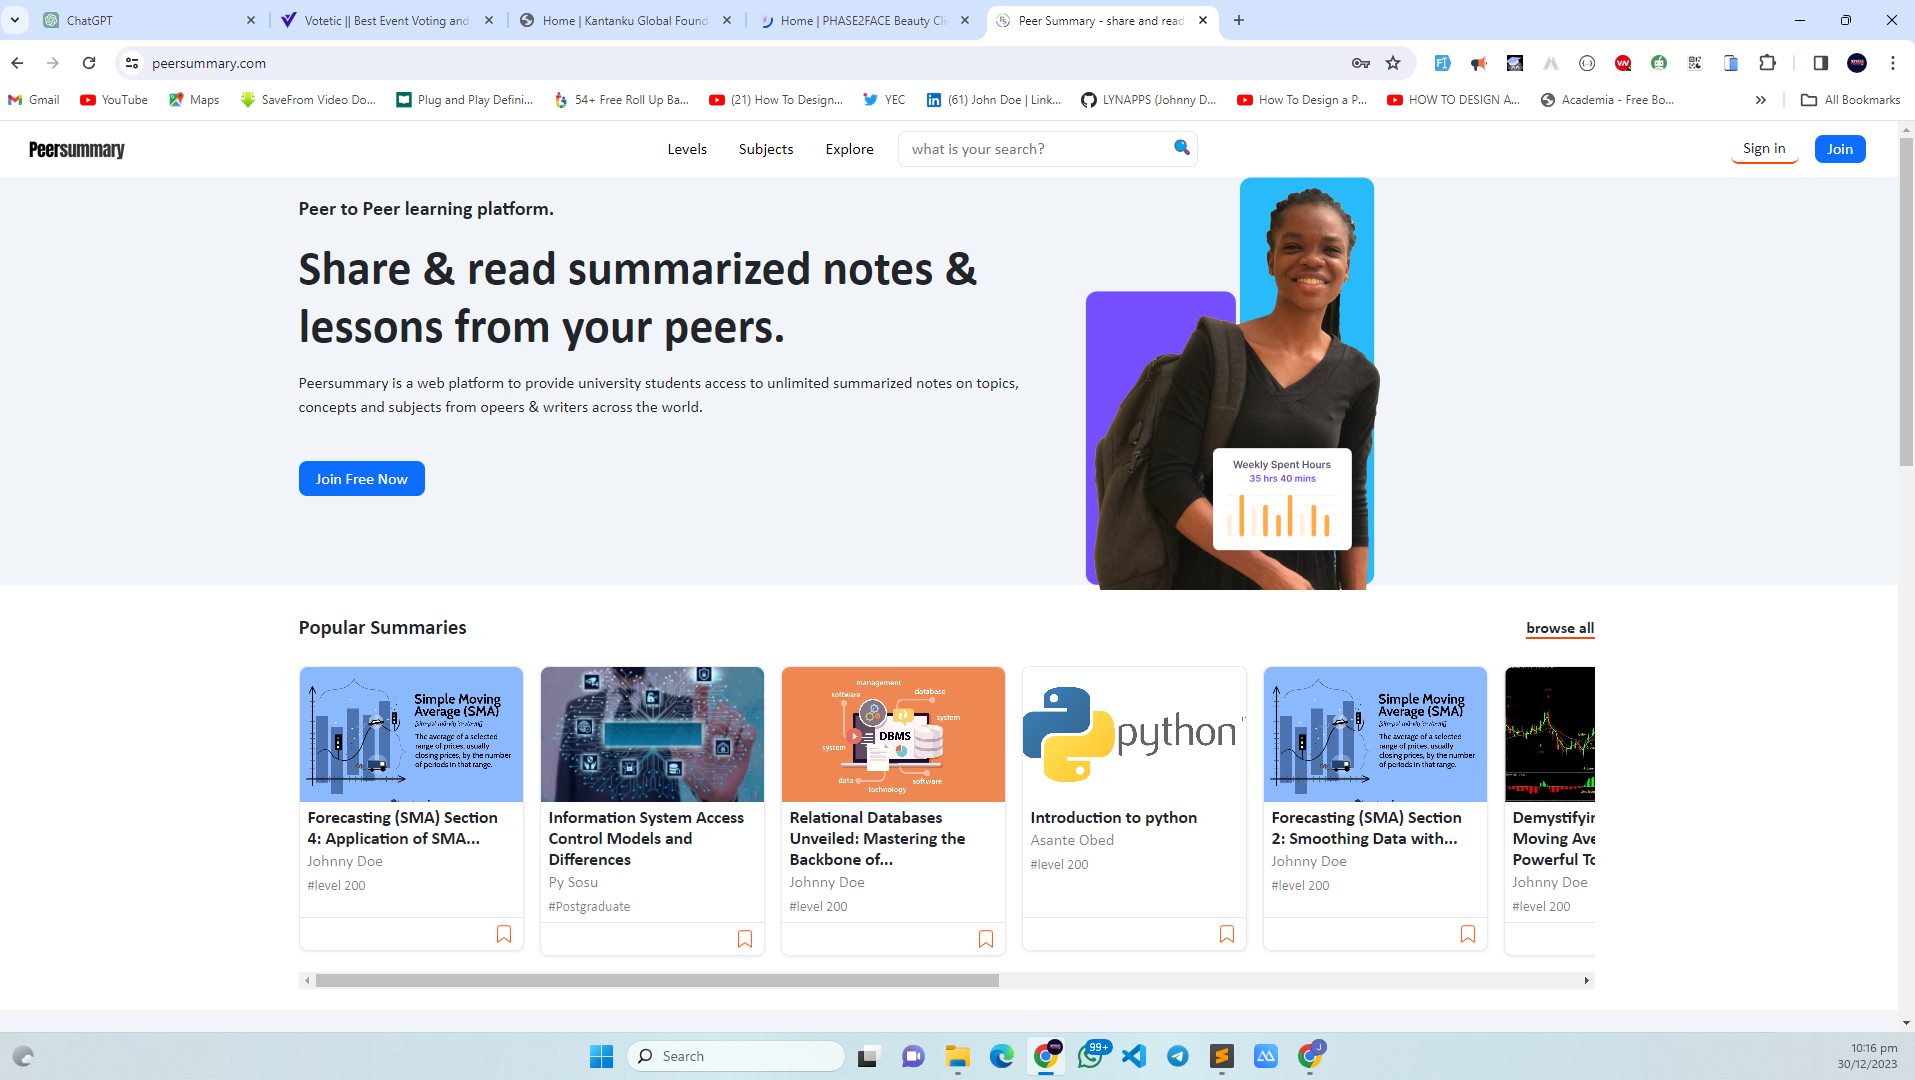 ChatGPT
Votetic || Best Event Voting and
Home | Kantanku Global Found
Home | PHASE2FACE Beauty Cli
Peer Summary - share and read
peersummary.com
Gmail
YouTube
Maps
SaveFrom Video Do...
Plug and Play Defini...
54+ Free Roll Up Ba...
(21) How To Design...
YEC
(61) John Doe | Link...
LYNAPPS (Johnny D...
How To Design a P...
HOW TO DESIGN A...
Academia - Free Bo...
All Bookmarks
Peersummary
Levels
Subjects
Explore
what is your search?
Sign in
Join
Peer to Peer learning platform.
Share & read summarized notes &
lessons from your peers.
Peersummary is a web platform to provide university students access to unlimited summarized notes on topics,
concepts and subjects from opeers & writers across the world.
Join Free Now
Weekly Spent Hours
35 hrs 40 mins
Popular Summaries
browse all
Simple Moving
Average (SMA)
The average of a selected
range of prices, usually
closing prices, by the number
of periods in that range.
Forecasting (SMA) Section
4: Application of SMA...
Johnny Doe
#level 200
Information System Access
Control Models and
Differences
Py Sosu
#Postgraduate
management
software
database
system
DBMS
system
data
software
technology
Relational Databases
Unveiled: Mastering the
Backbone of...
Johnny Doe
#level 200
python
Introduction to python
Asante Obed
#level 200
Simple Moving
Average (SMA)
The average of a selected
range of prices, usually
closing prices, by the number
of periods in that range.
Forecasting (SMA) Section
2: Smoothing Data with...
Johnny Doe
#level 200
Demystifyin
Moving Ave
Powerful To
Johnny Doe
#level 200
Search
99+
J
10:16 pm
30/12/2023